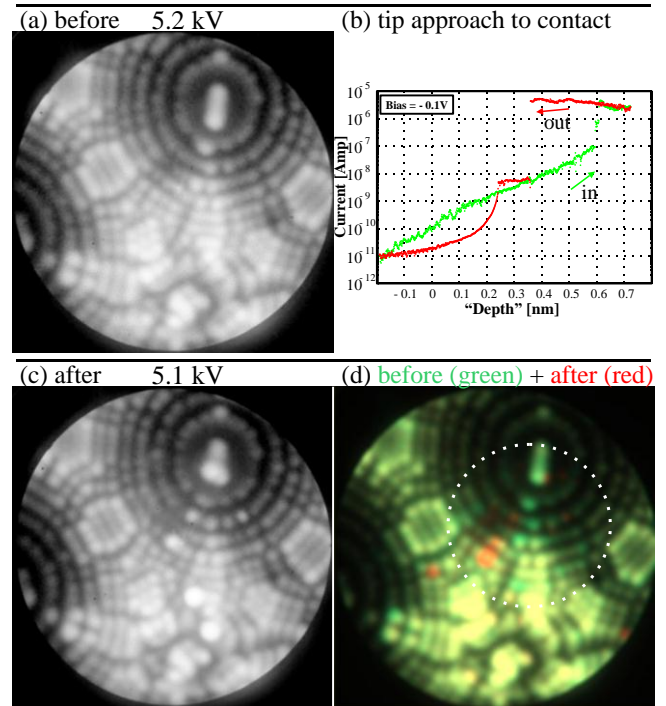 (a) before 5.2 kV
(b) tip approach to contact
Bias = - 0.1V
10^-5
10^-6
10^-7
10^-8
10^-9
10^-10
10^-11
10^-12
Current [Amp]
out
in
- 0.1 0 0.1 0.2 0.3 0.4 0.5 0.6 0.7
“Depth” [nm]
(c) after 5.1 kV
(d) before (green) + after (red)